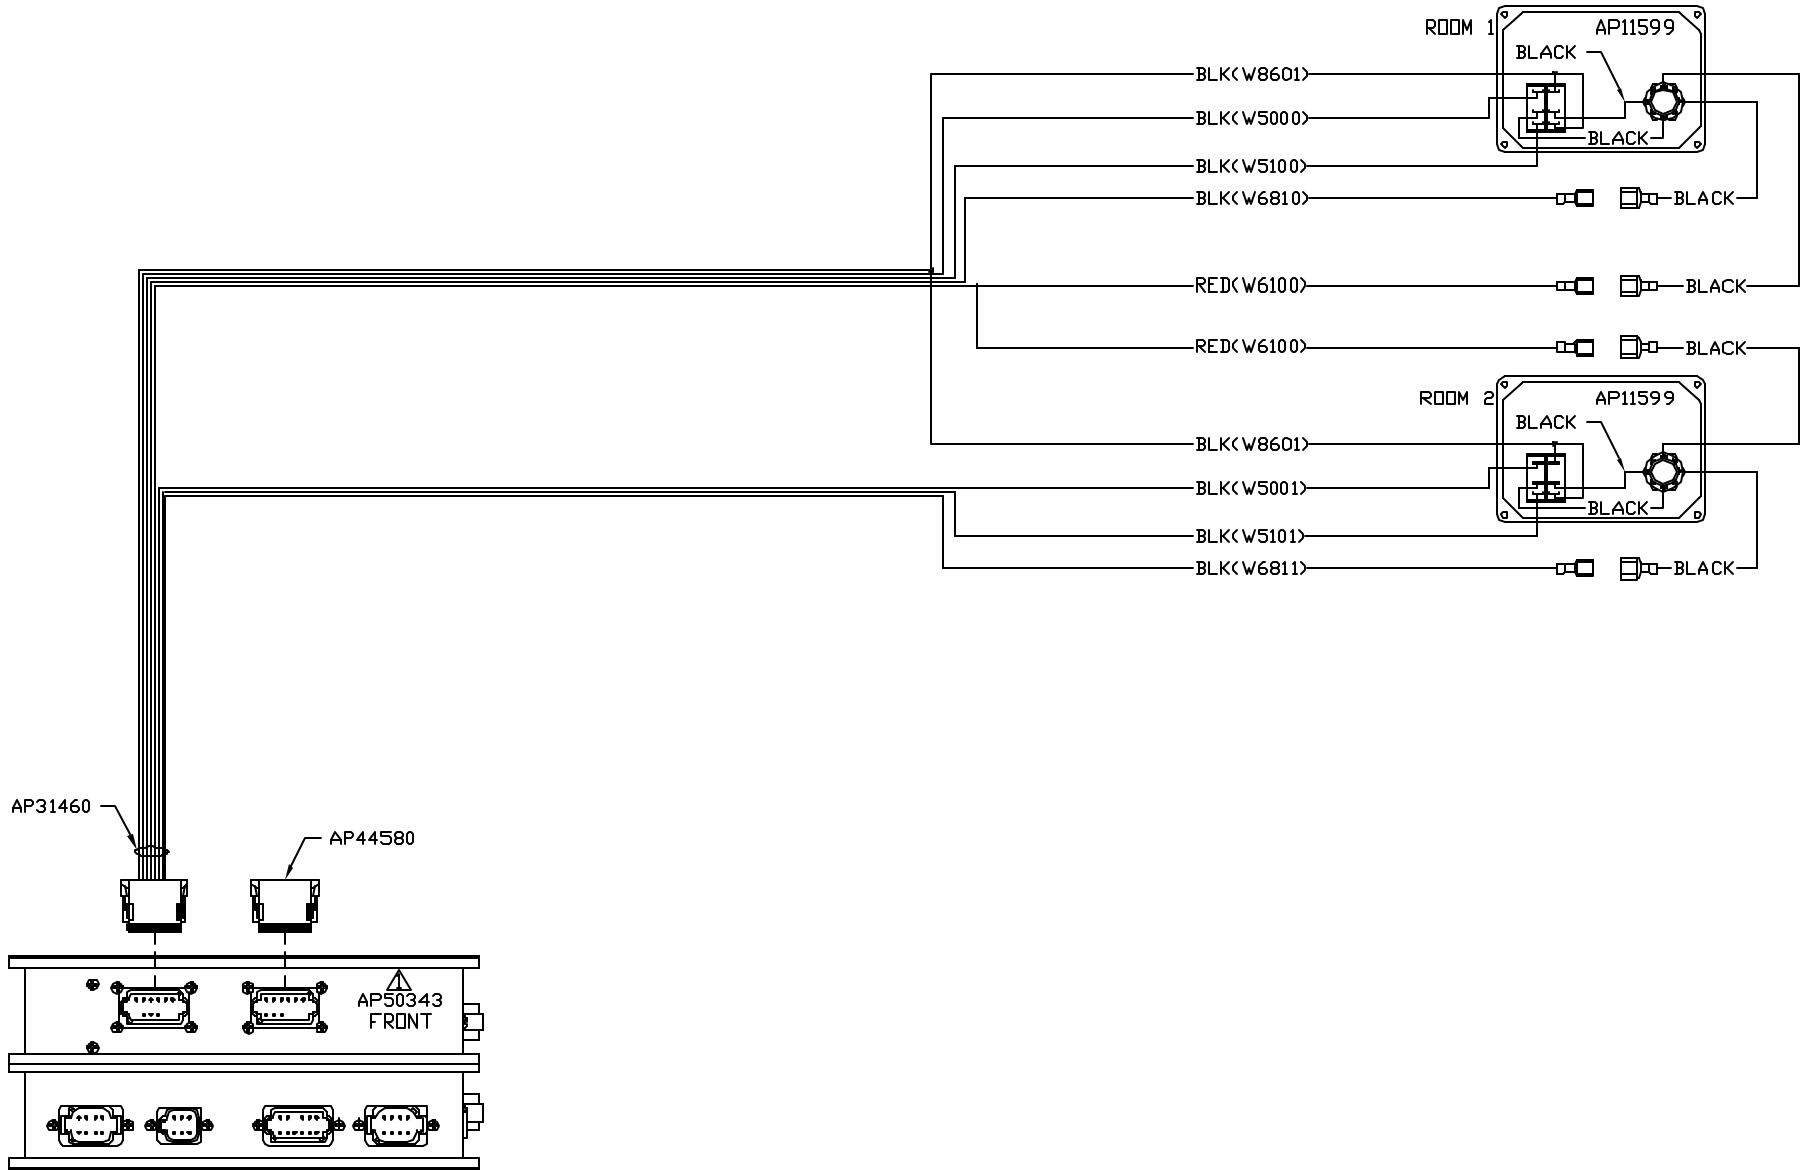 ROOM 1
AP11599
BLACK
BLK(W8601)
BLK(W5000)
BLACK
BLK(W5100)
BLK(W6810)
BLACK
RED(W6100)
BLACK
RED(W6100)
BLACK
ROOM 2
AP11599
BLACK
BLK(W8601)
BLK(W5001)
BLACK
BLK(W5101)
BLK(W6811)
BLACK
AP31460
AP44580
1
AP50343
FRONT